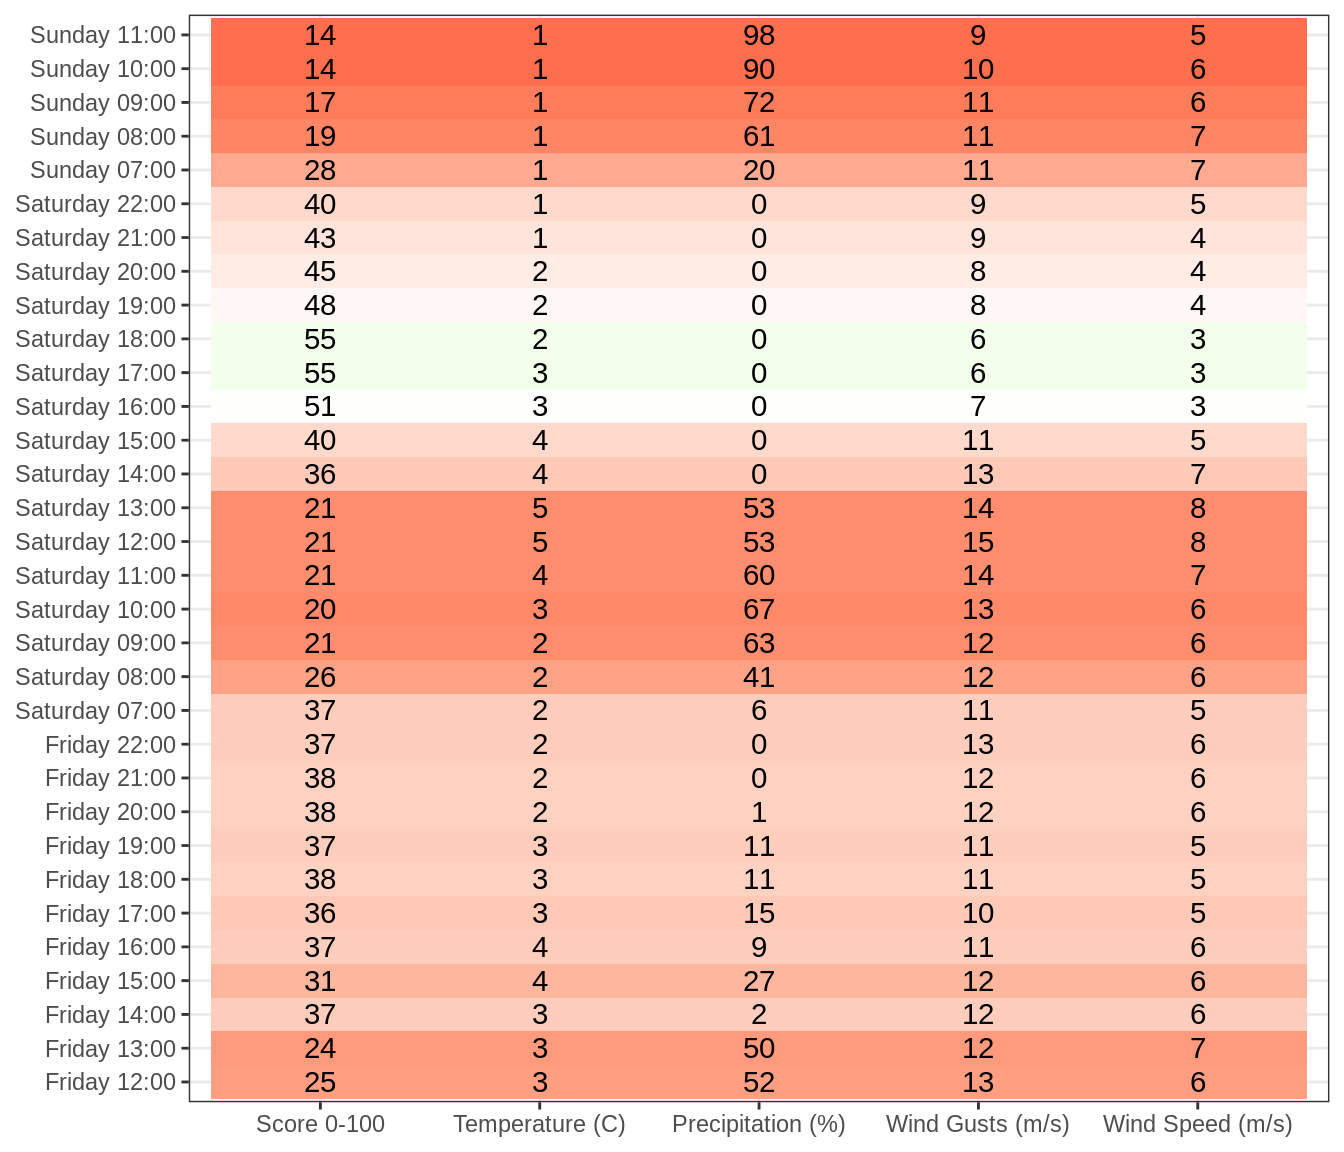 Sunday 11:00 14 1 98 9 5
Sunday 10:00 14 1 90 10 6
Sunday 09:00 17 1 72 11 6
Sunday 08:00 19 1 61 11 7
Sunday 07:00 28 1 20 11 7
Saturday 22:00 40 1 0 9 5
Saturday 21:00 43 1 0 9 4
Saturday 20:00 45 2 0 8 4
Saturday 19:00 48 2 0 8 4
Saturday 18:00 55 2 0 6 3
Saturday 17:00 55 3 0 6 3
Saturday 16:00 51 3 0 7 3
Saturday 15:00 40 4 0 11 5
Saturday 14:00 36 4 0 13 7
Saturday 13:00 21 5 53 14 8
Saturday 12:00 21 5 53 15 8
Saturday 11:00 21 4 60 14 7
Saturday 10:00 20 3 67 13 6
Saturday 09:00 21 2 63 12 6
Saturday 08:00 26 2 41 12 6
Saturday 07:00 37 2 6 11 5
Friday 22:00 37 2 0 13 6
Friday 21:00 38 2 0 12 6
Friday 20:00 38 2 1 12 6
Friday 19:00 37 3 11 11 5
Friday 18:00 38 3 11 11 5
Friday 17:00 36 3 15 10 5
Friday 16:00 37 4 9 11 6
Friday 15:00 31 4 27 12 6
Friday 14:00 37 3 2 12 6
Friday 13:00 24 3 50 12 7
Friday 12:00 25 3 52 13 6
Score 0-100 Temperature (C) Precipitation (%) Wind Gusts (m/s) Wind Speed (m/s)